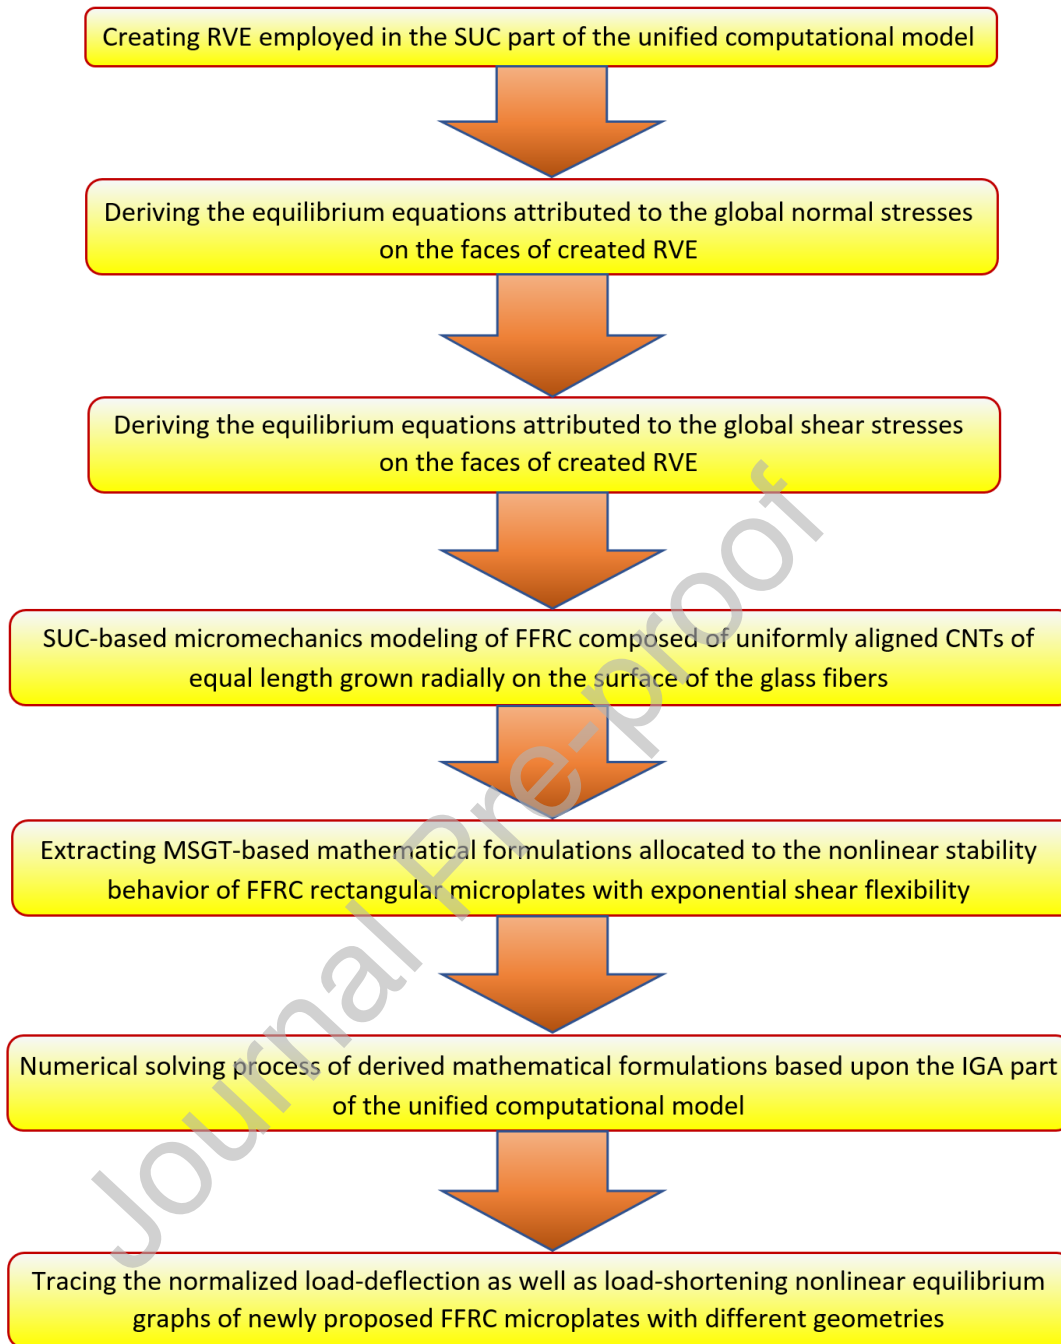 Creating RVE employed in the SUC part of the unified computational model
Deriving the equilibrium equations attributed to the global normal stresses
on the faces of created RVE
Deriving the equilibrium equations attributed to the global shear stresses
on the faces of created RVE
SUC-based micromechanics modeling of FFRC composed of uniformly aligned CNTs of
equal length grown radially on the surface of the glass fibers
Extracting MSGT-based mathematical formulations allocated to the nonlinear stability
behavior of FFRC rectangular microplates with exponential shear flexibility
Numerical solving process of derived mathematical formulations based upon the IGA part
of the unified computational model
Tracing the normalized load-deflection as well as load-shortening nonlinear equilibrium
graphs of newly proposed FFRC microplates with different geometries
Journal Pre-proof